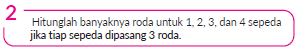 2
Hitunglah banyaknya roda untuk 1, 2, 3, dan 4 sepeda
jika tiap sepeda dipasang 3 roda.